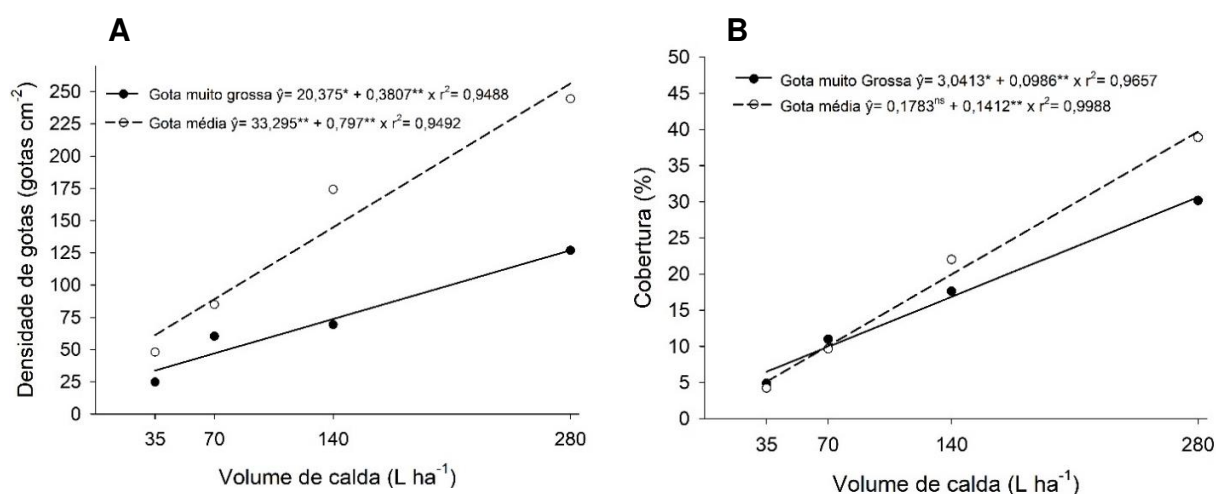 A
Densidade de gotas (gotas cm⁻²)
250
225
200
175
150
125
100
75
50
25
0
Gota muito grossa ŷ= 20,375* + 0,3807** x r²= 0,9488
Gota média ŷ= 33,295** + 0,797** x r²= 0,9492
35 70 140 280
Volume de calda (L ha⁻¹)
B
Cobertura (%)
50
45
40
35
30
25
20
15
10
5
0
Gota muito Grossa ŷ= 3,0413* + 0,0986** x r²= 0,9657
Gota média ŷ= 0,1783ⁿˢ + 0,1412** x r²= 0,9988
35 70 140 280
Volume de calda (L ha⁻¹)